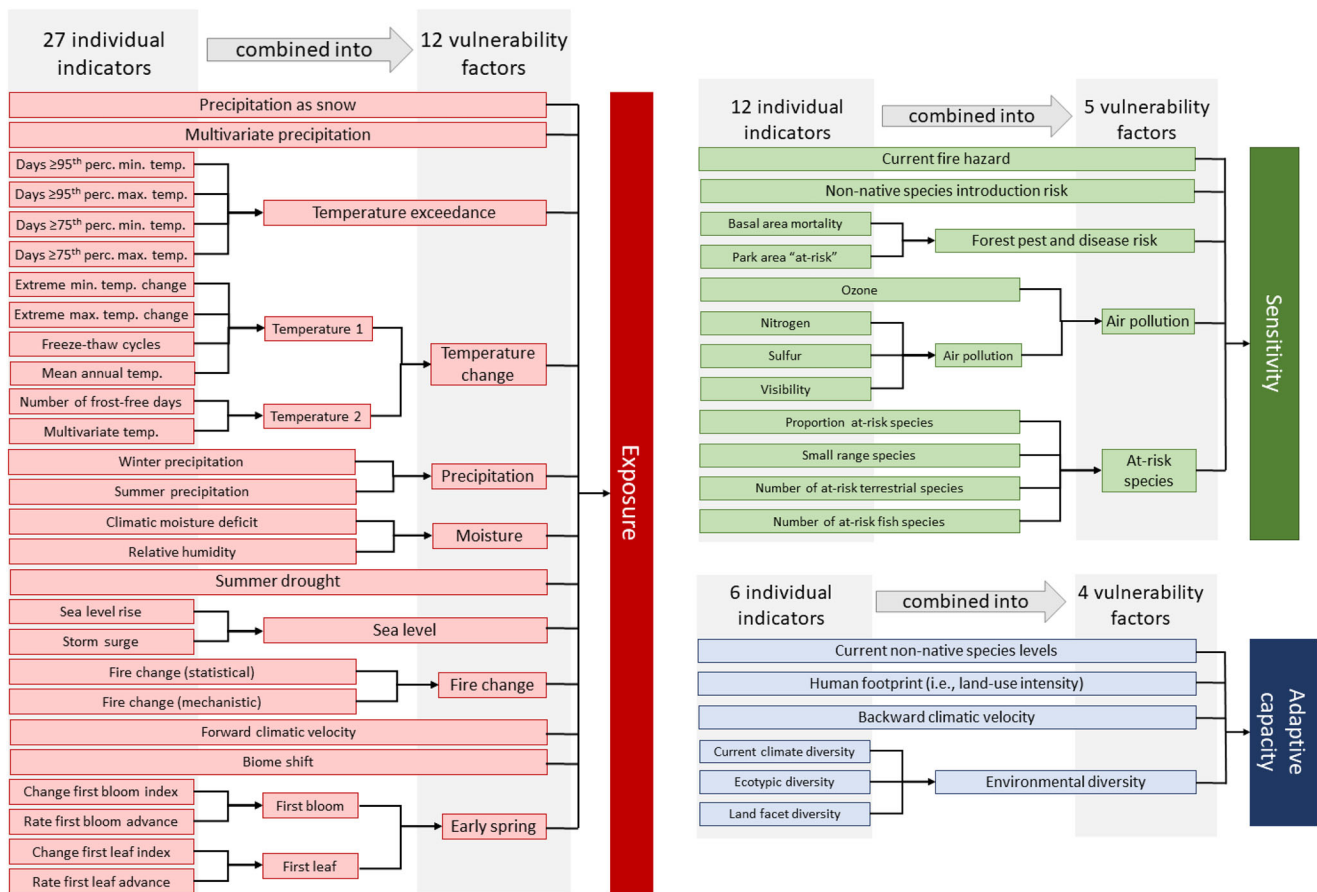 27 individual
indicators
combined into
12 vulnerability
factors
Precipitation as snow
Multivariate precipitation
Days ≥95th perc. min. temp.
Days ≥95th perc. max. temp.
Days ≥75th perc. min. temp.
Days ≥75th perc. max. temp.
Temperature exceedance
Extreme min. temp. change
Extreme max. temp. change
Freeze-thaw cycles
Mean annual temp.
Temperature 1
Number of frost-free days
Multivariate temp.
Temperature 2
Temperature
change
Winter precipitation
Summer precipitation
Precipitation
Climatic moisture deficit
Relative humidity
Moisture
Summer drought
Sea level rise
Storm surge
Sea level
Fire change (statistical)
Fire change (mechanistic)
Fire change
Forward climatic velocity
Biome shift
Change first bloom index
Rate first bloom advance
First bloom
Change first leaf index
Rate first leaf advance
First leaf
Early spring
Exposure
12 individual
indicators
combined into
5 vulnerability
factors
Current fire hazard
Non-native species introduction risk
Basal area mortality
Park area “at-risk”
Forest pest and disease risk
Ozone
Nitrogen
Sulfur
Visibility
Air pollution
Air pollution
Proportion at-risk species
Small range species
Number of at-risk terrestrial species
Number of at-risk fish species
At-risk
species
Sensitivity
6 individual
indicators
combined into
4 vulnerability
factors
Current non-native species levels
Human footprint (i.e., land-use intensity)
Backward climatic velocity
Current climate diversity
Ecotypic diversity
Land facet diversity
Environmental diversity
Adaptive
capacity